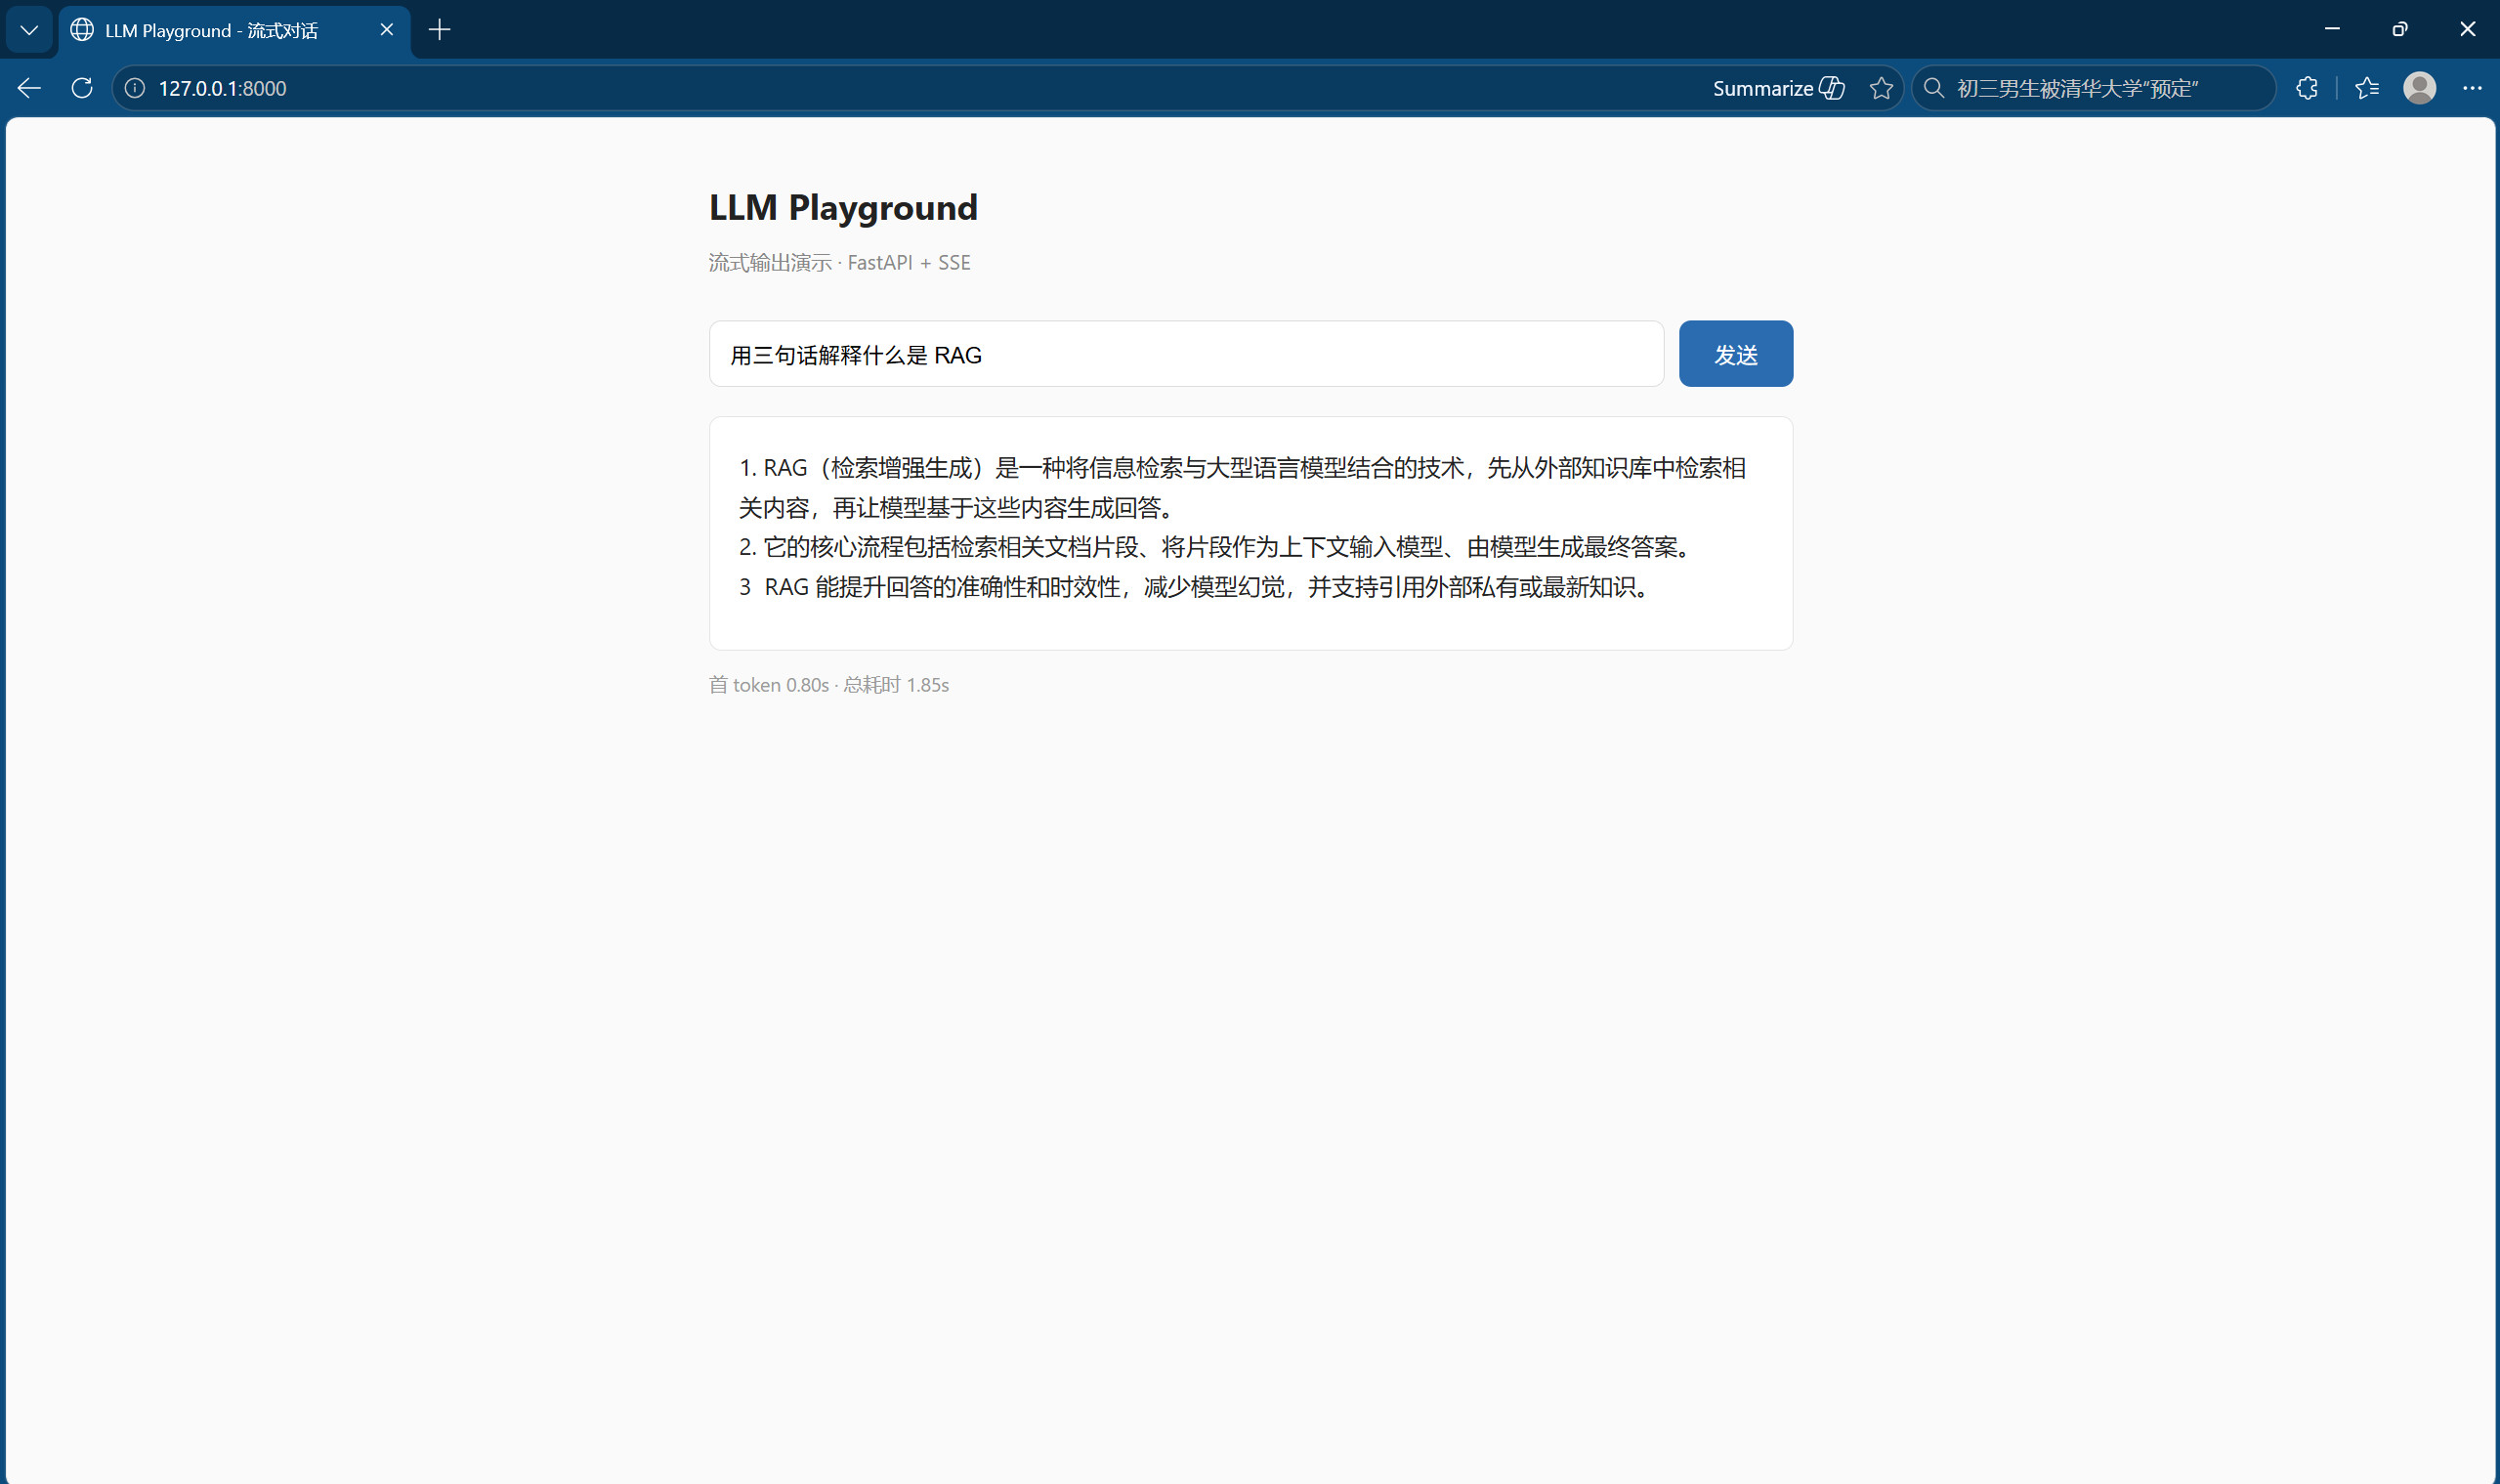 LLM Playground - 流式对话
127.0.0.1:8000
Summarize
初三男生被清华大学“预定”
LLM Playground
流式输出演示 · FastAPI + SSE
用三句话解释什么是 RAG
发送
1. RAG（检索增强生成）是一种将信息检索与大型语言模型结合的技术，先从外部知识库中检索相
关内容，再让模型基于这些内容生成回答。
2. 它的核心流程包括检索相关文档片段、将片段作为上下文输入模型、由模型生成最终答案。
3  RAG 能提升回答的准确性和时效性，减少模型幻觉，并支持引用外部私有或最新知识。
首 token 0.80s · 总耗时 1.85s